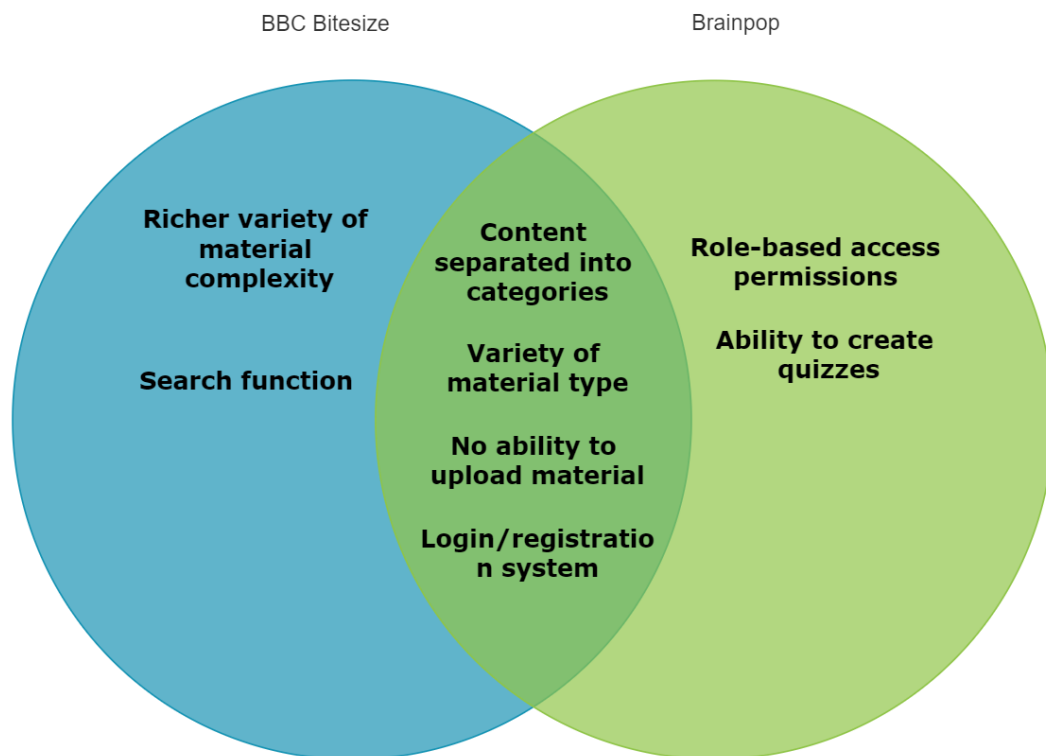 BBC Bitesize
Brainpop
Richer variety of
material
complexity
Search function
Content
separated into
categories
Variety of
material type
No ability to
upload material
Login/registratio
n system
Role-based access
permissions
Ability to create
quizzes